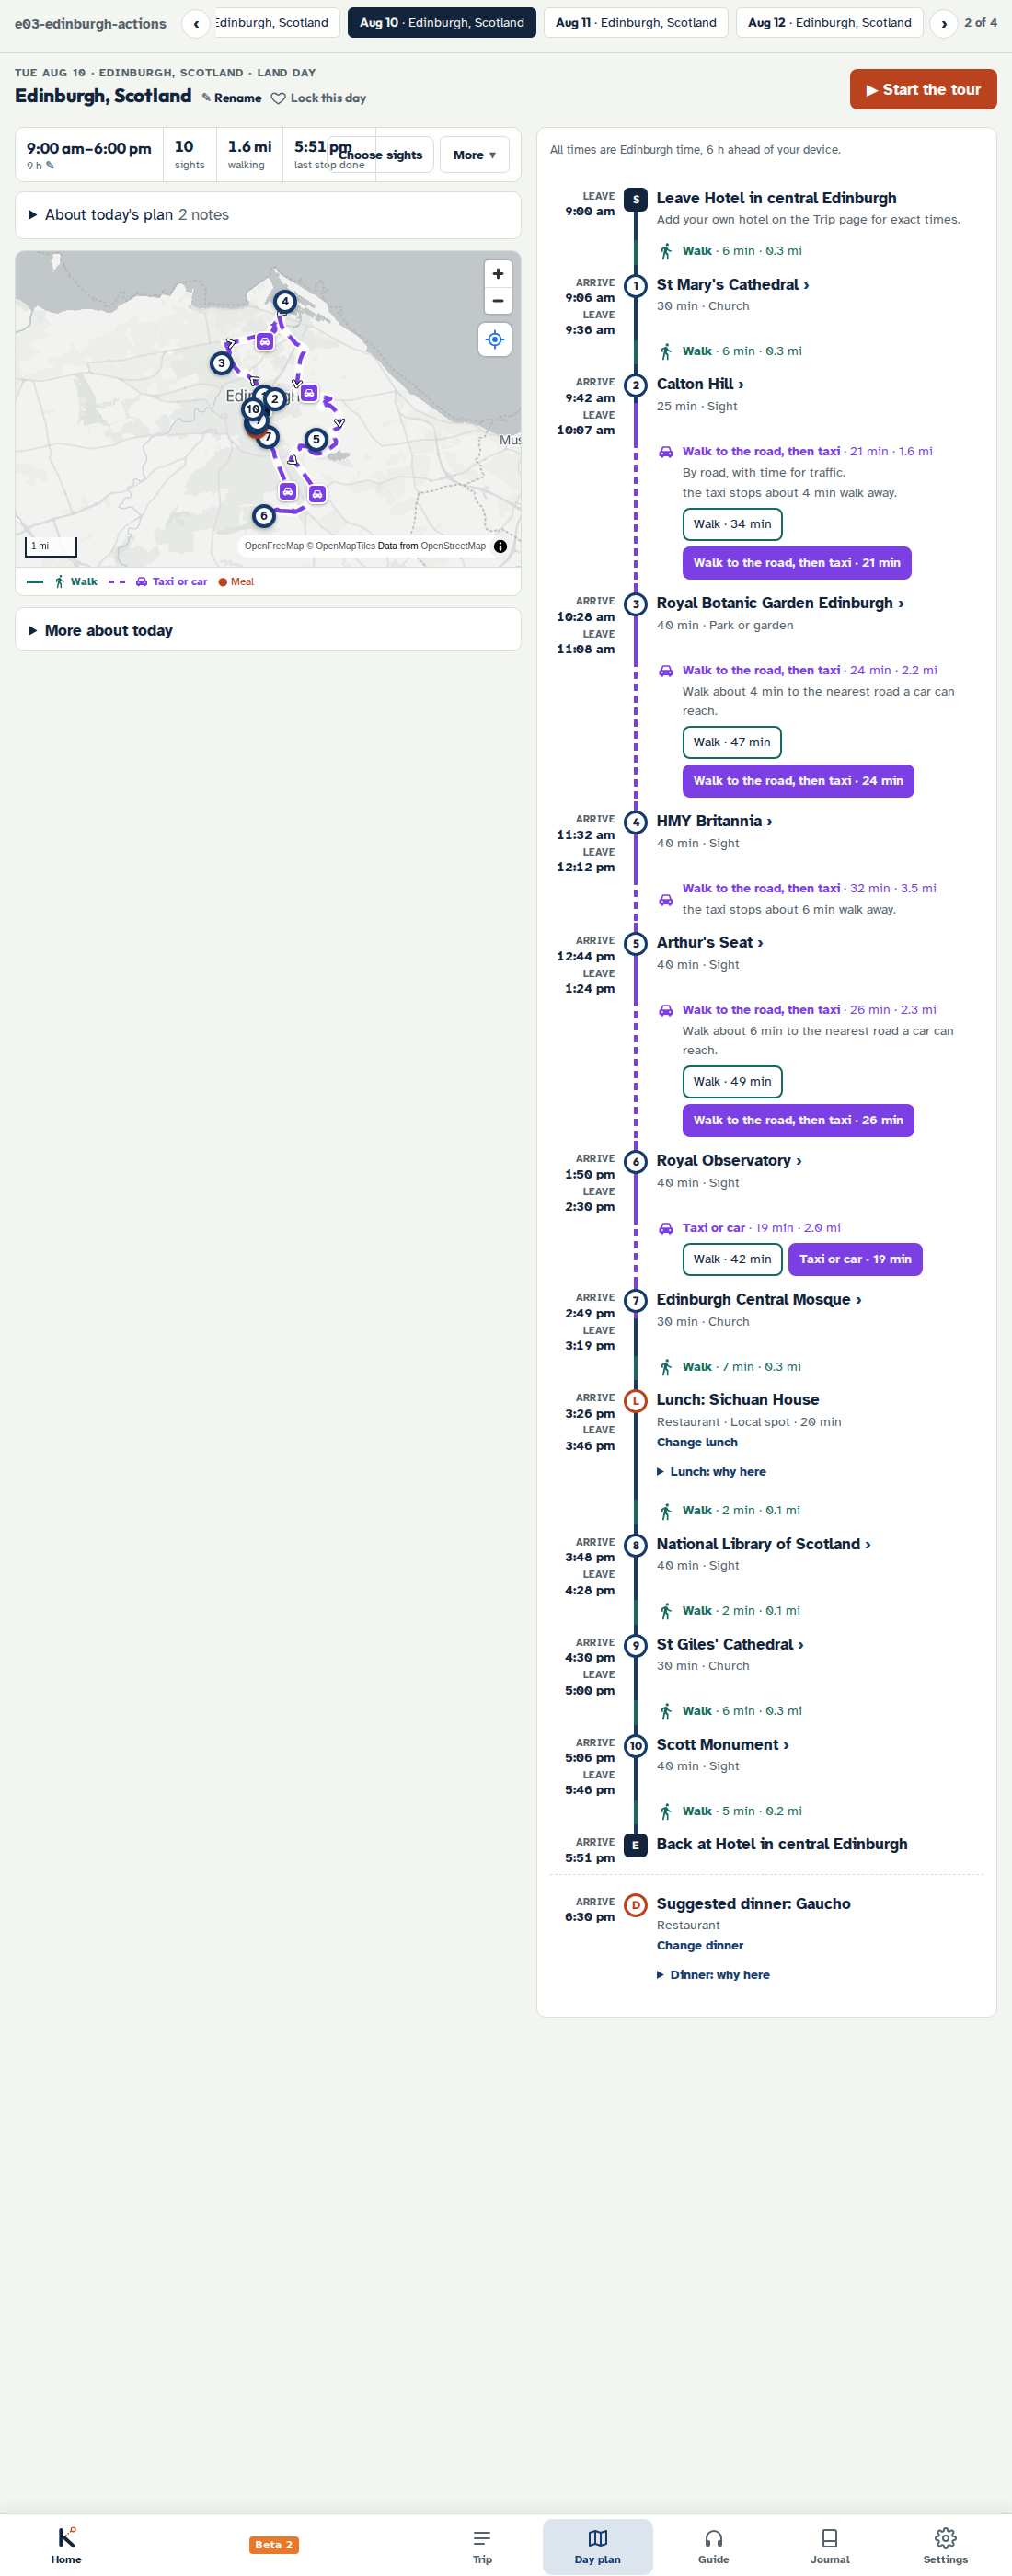 e03-edinburgh-actions
‹
Edinburgh, Scotland
Aug 10 · Edinburgh, Scotland
Aug 11 · Edinburgh, Scotland
Aug 12 · Edinburgh, Scotland
›
2 of 4
TUE AUG 10 · EDINBURGH, SCOTLAND · LAND DAY
Edinburgh, Scotland ✎ Rename Lock this day
▶ Start the tour
9:00 am–6:00 pm
9 h ✎
10
sights
1.6 mi
walking
5:51 pm
last stop done
Choose sights
More ▾
▶ About today's plan 2 notes
4
3
2
10
7
7
5
6
Mus
+
−
1 mi
OpenFreeMap © OpenMapTiles Data from OpenStreetMap
Walk
Taxi or car
Meal
▶ More about today
All times are Edinburgh time, 6 h ahead of your device.
LEAVE
9:00 am
S
Leave Hotel in central Edinburgh
Add your own hotel on the Trip page for exact times.
Walk · 6 min · 0.3 mi
ARRIVE
9:06 am
LEAVE
9:36 am
1
St Mary's Cathedral ›
30 min · Church
Walk · 6 min · 0.3 mi
ARRIVE
9:42 am
LEAVE
10:07 am
2
Calton Hill ›
25 min · Sight
Walk to the road, then taxi · 21 min · 1.6 mi
By road, with time for traffic.
the taxi stops about 4 min walk away.
Walk · 34 min
Walk to the road, then taxi · 21 min
ARRIVE
10:28 am
LEAVE
11:08 am
3
Royal Botanic Garden Edinburgh ›
40 min · Park or garden
Walk to the road, then taxi · 24 min · 2.2 mi
Walk about 4 min to the nearest road a car can
reach.
Walk · 47 min
Walk to the road, then taxi · 24 min
ARRIVE
11:32 am
LEAVE
12:12 pm
4
HMY Britannia ›
40 min · Sight
Walk to the road, then taxi · 32 min · 3.5 mi
the taxi stops about 6 min walk away.
ARRIVE
12:44 pm
LEAVE
1:24 pm
5
Arthur's Seat ›
40 min · Sight
Walk to the road, then taxi · 26 min · 2.3 mi
Walk about 6 min to the nearest road a car can
reach.
Walk · 49 min
Walk to the road, then taxi · 26 min
ARRIVE
1:50 pm
LEAVE
2:30 pm
6
Royal Observatory ›
40 min · Sight
Taxi or car · 19 min · 2.0 mi
Walk · 42 min
Taxi or car · 19 min
ARRIVE
2:49 pm
LEAVE
3:19 pm
7
Edinburgh Central Mosque ›
30 min · Church
Walk · 7 min · 0.3 mi
ARRIVE
3:26 pm
LEAVE
3:46 pm
L
Lunch: Sichuan House
Restaurant · Local spot · 20 min
Change lunch
▶ Lunch: why here
Walk · 2 min · 0.1 mi
ARRIVE
3:48 pm
LEAVE
4:28 pm
8
National Library of Scotland ›
40 min · Sight
Walk · 2 min · 0.1 mi
ARRIVE
4:30 pm
LEAVE
5:00 pm
9
St Giles' Cathedral ›
30 min · Church
Walk · 6 min · 0.3 mi
ARRIVE
5:06 pm
LEAVE
5:46 pm
10
Scott Monument ›
40 min · Sight
Walk · 5 min · 0.2 mi
ARRIVE
5:51 pm
E
Back at Hotel in central Edinburgh
ARRIVE
6:30 pm
D
Suggested dinner: Gaucho
Restaurant
Change dinner
▶ Dinner: why here
Home
Beta 2
Trip
Day plan
Guide
Journal
Settings